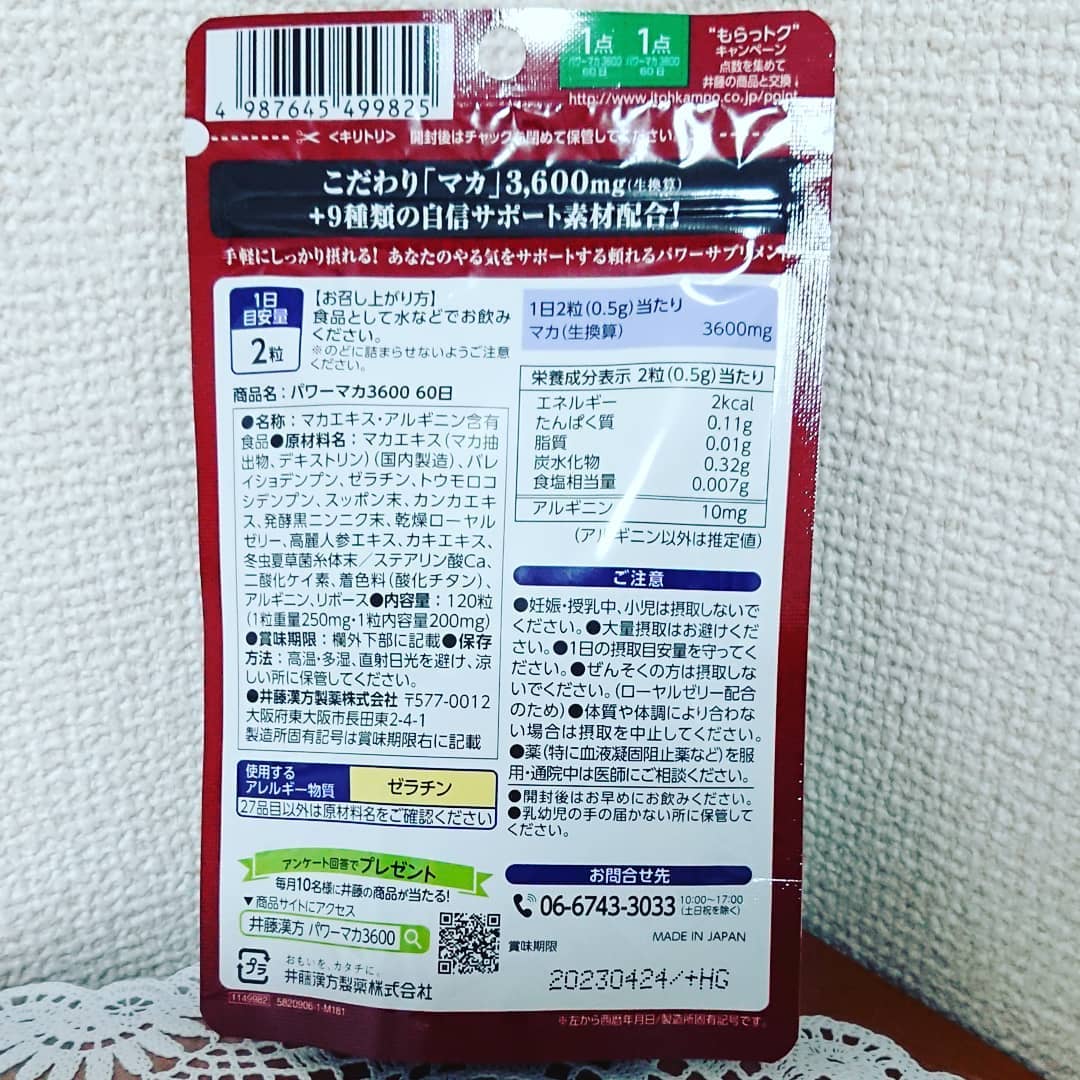 4 987645 499825
1点 1点
パワーマカ3600 パワーマカ3600
60日 60日
"もらっトク"
キャンペーン
点数を集めて
井藤の商品と交換↓
http://www.itohkampo.co.jp/point
<キリトリ> 開封後はチャックを閉めて保管してください。
こだわり「マカ」3,600mg(生換算)
+9種類の自信サポート素材配合!
手軽にしっかり摂れる! あなたのやる気をサポートする頼れるパワーサプリメント
1日
目安量
2粒
【お召し上がり方】
食品として水などでお飲み
ください。
※のどに詰まらせないようご注意
ください。
商品名:パワーマカ3600 60日
●名称:マカエキス・アルギニン含有
食品●原材料名:マカエキス(マカ抽
出物、デキストリン)(国内製造)、バレ
イショデンプン、ゼラチン、トウモロコ
シデンプン、スッポン末、カンカエキ
ス、発酵黒ニンニク末、乾燥ローヤル
ゼリー、高麗人参エキス、カキエキス、
冬虫夏草菌糸体末/ステアリン酸Ca、
二酸化ケイ素、着色料(酸化チタン)、
アルギニン、リボース●内容量:120粒
(1粒重量250mg・1粒内容量200mg)
●賞味期限:欄外下部に記載●保存
方法:高温・多湿、直射日光を避け、涼
しい所に保管してください。
●井藤漢方製薬株式会社 〒577-0012
大阪府東大阪市長田東2-4-1
製造所固有記号は賞味期限右に記載
使用する
アレルギー物質
ゼラチン
27品目以外は原材料名をご確認ください
アンケート回答でプレゼント
毎月10名様に井藤の商品が当たる!
▼商品サイトにアクセス
井藤漢方 パワーマカ3600
プラ
おもいを、カタチに。
井藤漢方製薬株式会社
1149982 5820906-1-M181
1日2粒(0.5g)当たり
マカ(生換算) 3600mg
栄養成分表示 2粒(0.5g)当たり
エネルギー 2kcal
たんぱく質 0.11g
脂質 0.01g
炭水化物 0.32g
食塩相当量 0.007g
アルギニン 10mg
(アルギニン以外は推定値)
ご注意
●妊娠・授乳中、小児は摂取しないで
ください。●大量摂取はお避けくだ
さい。●1日の摂取目安量を守ってく
ださい。●ぜんそくの方は摂取しな
いでください。(ローヤルゼリー配合
のため)●体質や体調により合わな
い場合は摂取を中止してください。
●薬(特に血液凝固阻止薬など)を服
用・通院中は医師にご相談ください。
●開封後はお早めにお飲みください。
●乳幼児の手の届かない所に保管して
ください。
お問合せ先
06-6743-3033 10:00~17:00
(土日祝を除く)
MADE IN JAPAN
賞味期限
20230424/+HG
※左から西暦年月日/製造所固有記号です。